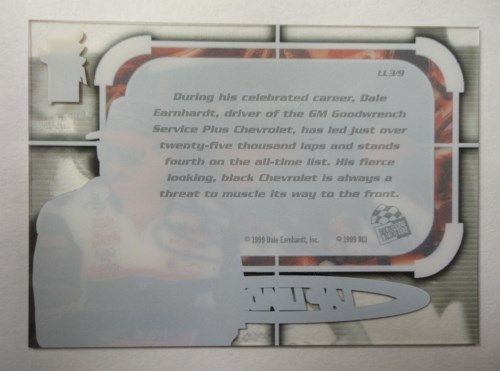 LL 3/9
During his celebrated career, Dale
Earnhardt, driver of the GM Goodwrench
Service Plus Chevrolet, has led just over
twenty-five thousand laps and stands
fourth on the all-time list. His fierce
looking, black Chevrolet is always a
threat to muscle its way to the front.
© 1999 Dale Earnhardt, Inc. © 1999 RCI